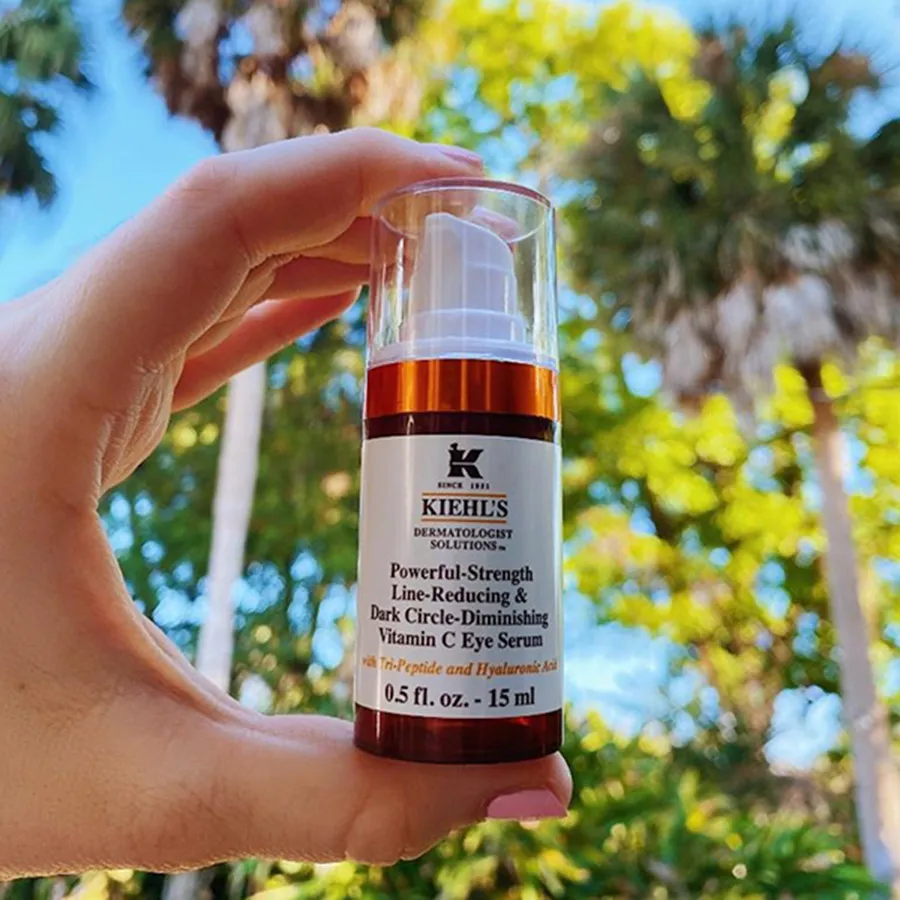 K
SINCE 1851
KIEHL'S
DERMATOLOGIST
SOLUTIONS™
Powerful-Strength
Line-Reducing &
Dark Circle-Diminishing
Vitamin C Eye Serum
with Tri-Peptide and Hyaluronic Acid
0.5 fl. oz. - 15 ml